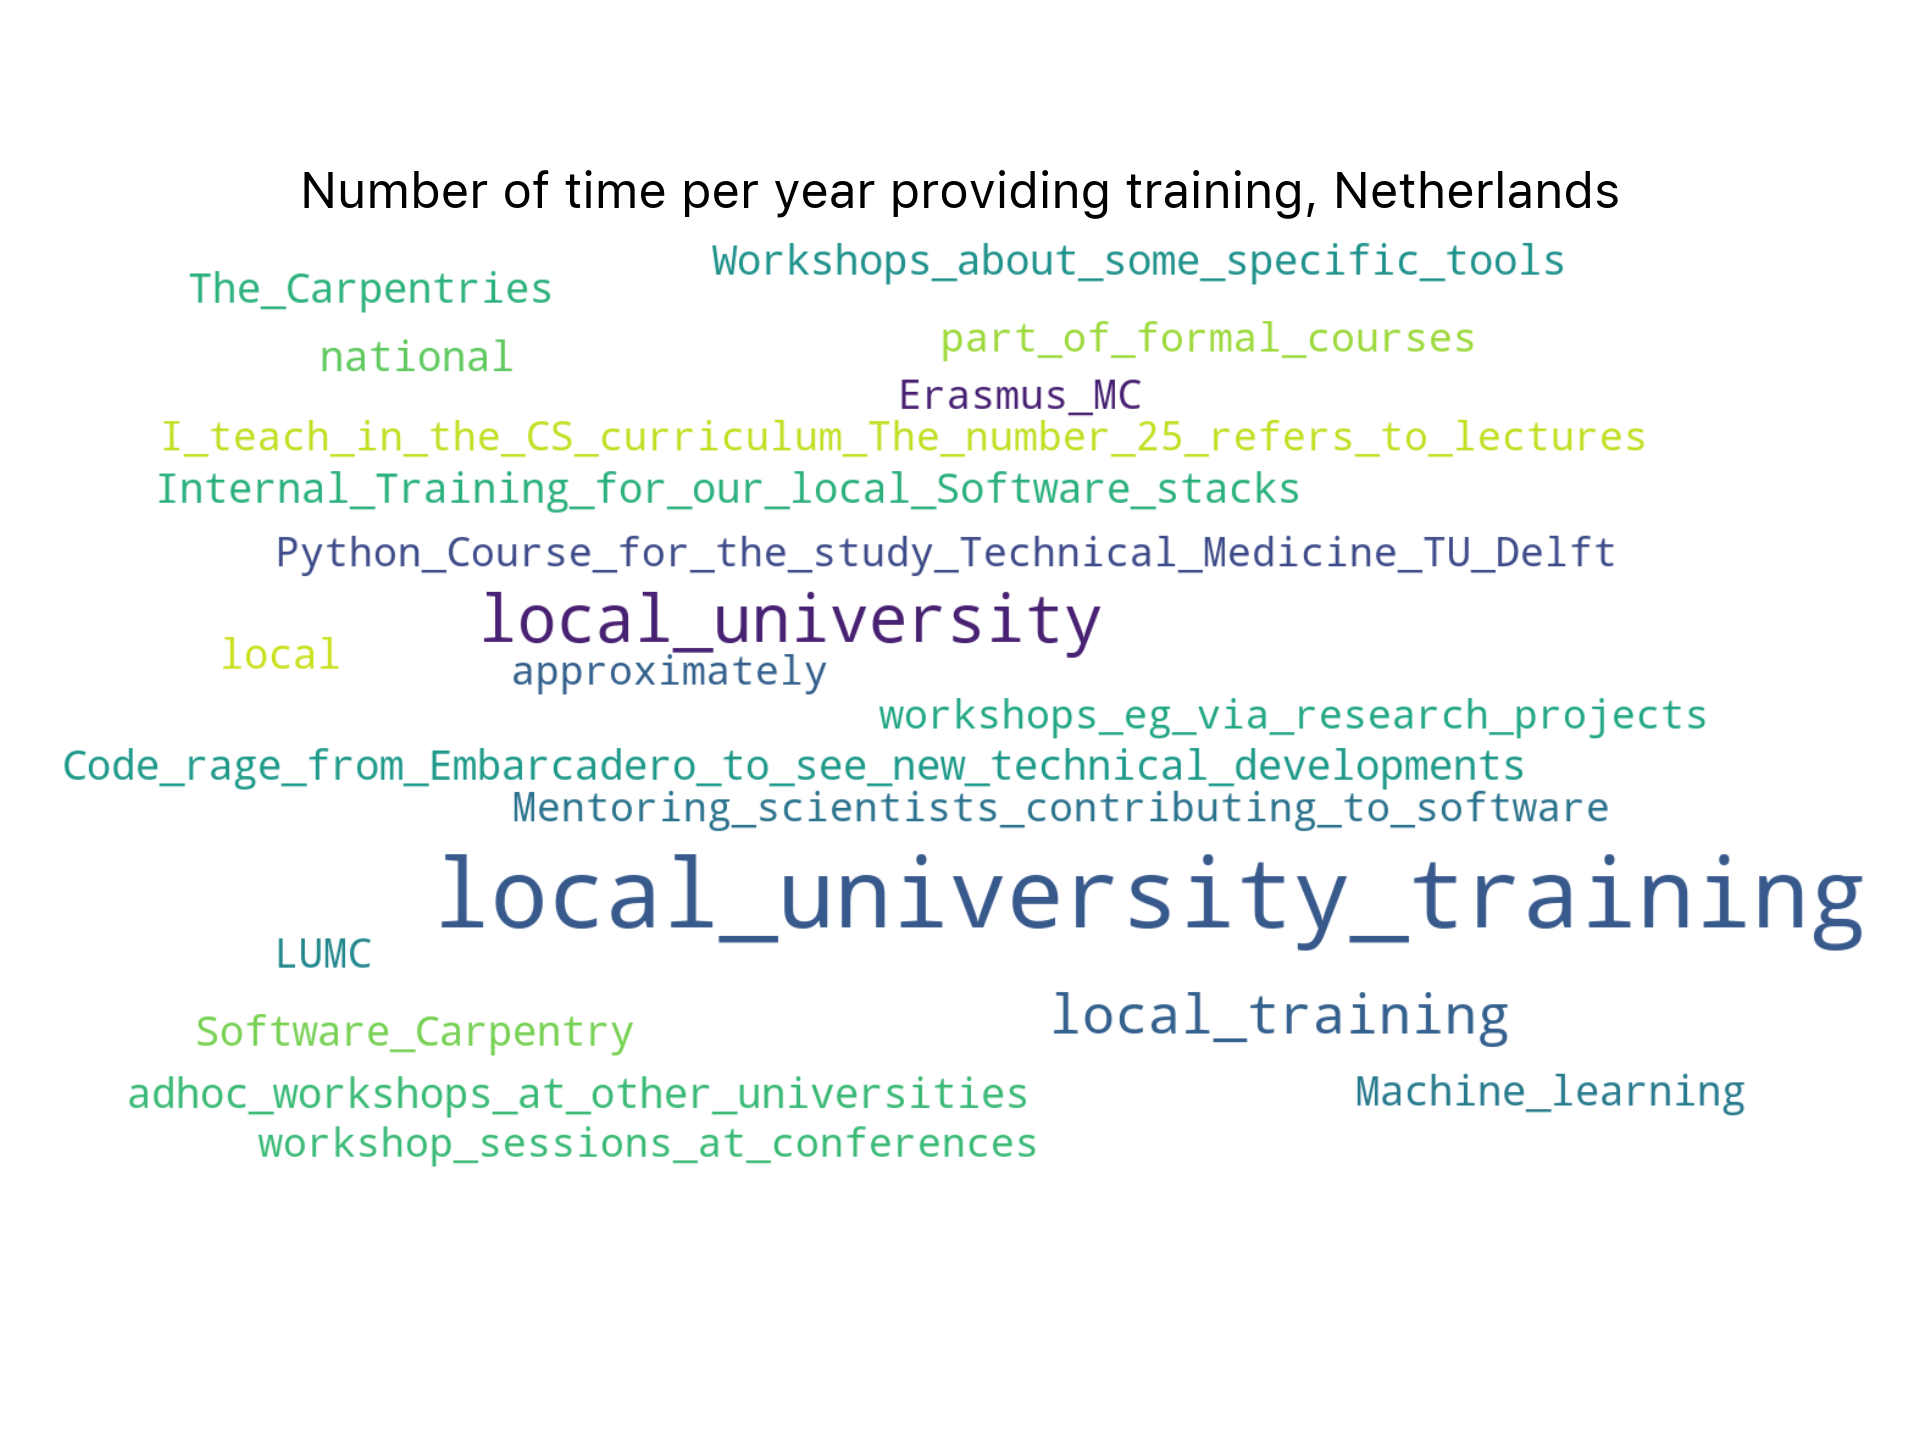 Number of time per year providing training, Netherlands
Workshops_about_some_specific_tools
The_Carpentries
part_of_formal_courses
national
Erasmus_MC
I_teach_in_the_CS_curriculum_The_number_25_refers_to_lectures
Internal_Training_for_our_local_Software_stacks
Python_Course_for_the_study_Technical_Medicine_TU_Delft
local_university
local
approximately
workshops_eg_via_research_projects
Code_rage_from_Embarcadero_to_see_new_technical_developments
Mentoring_scientists_contributing_to_software
local_university_training
LUMC
local_training
Software_Carpentry
Machine_learning
adhoc_workshops_at_other_universities
workshop_sessions_at_conferences